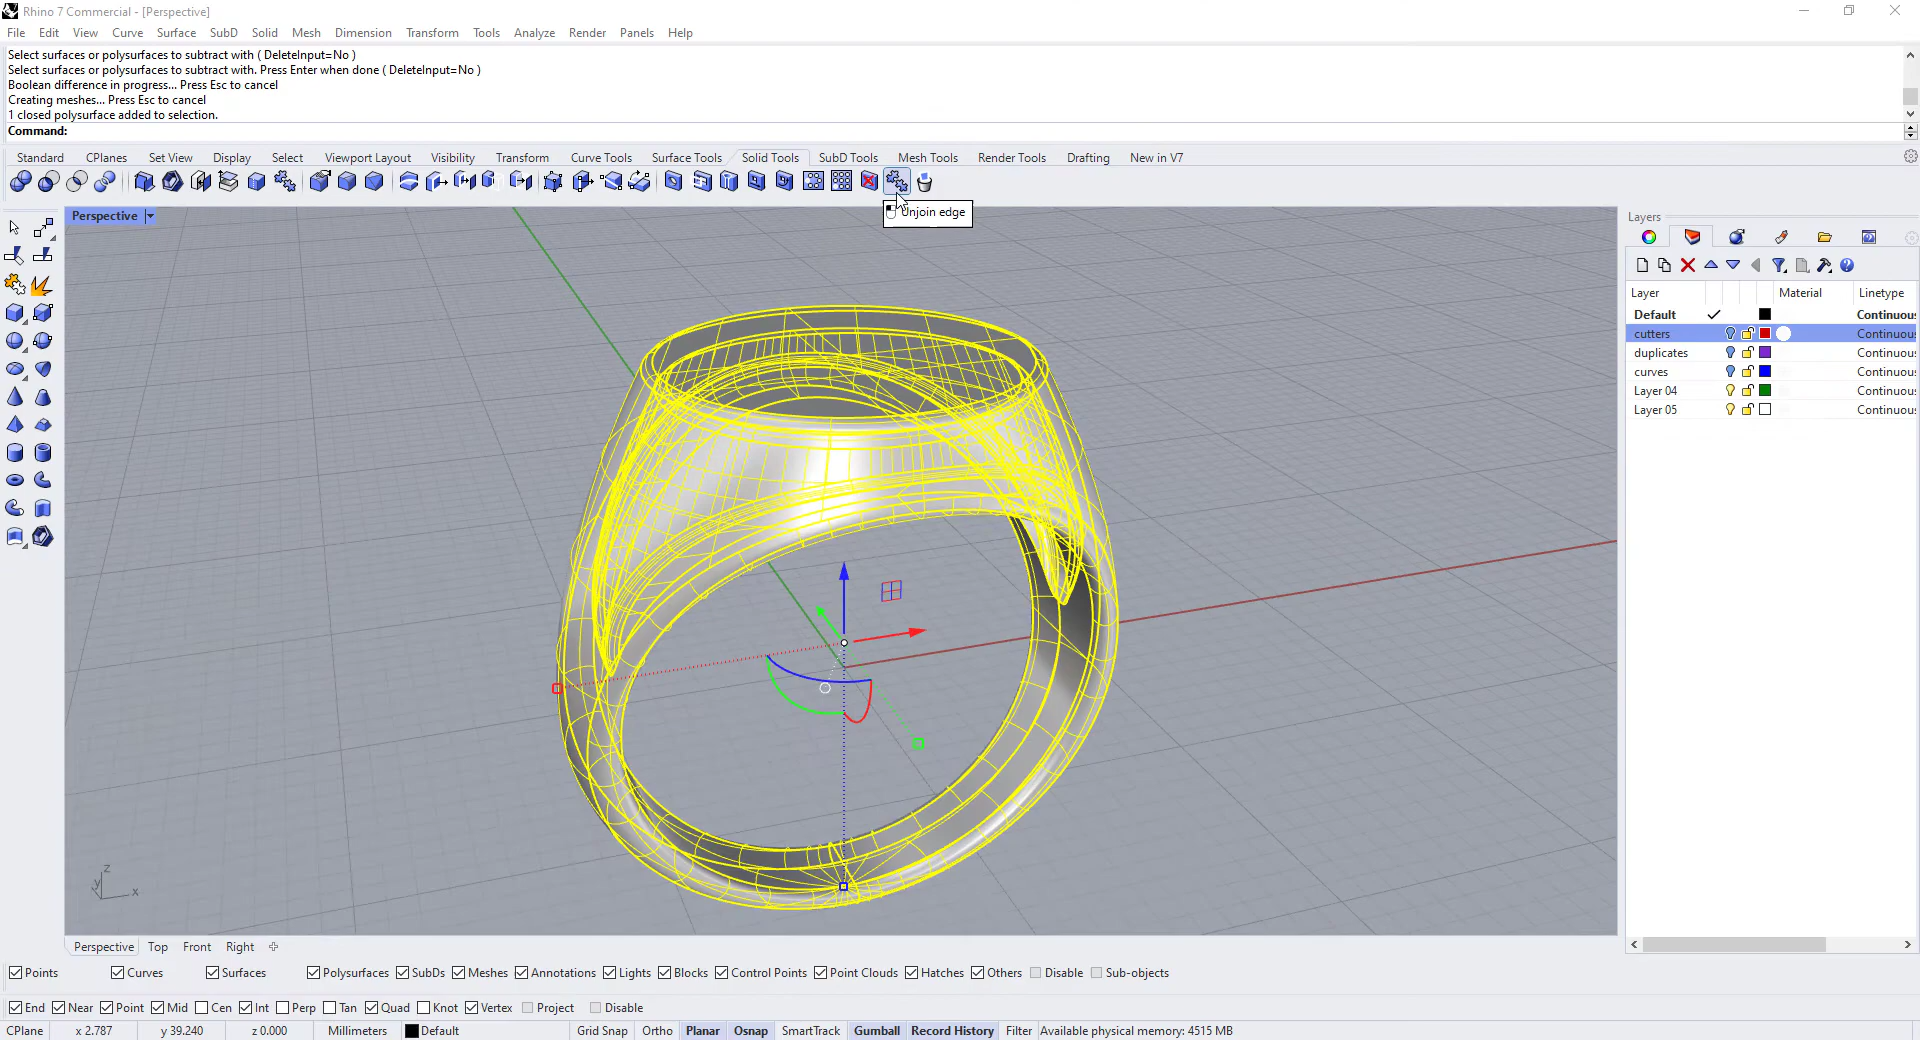 Rhino 7 Commercial - [Perspective]
File Edit View Curve Surface SubD Solid Mesh Dimension Transform Tools Analyze Render Panels Help
Select surfaces or polysurfaces to subtract with ( DeleteInput=No )
Select surfaces or polysurfaces to subtract with. Press Enter when done ( DeleteInput=No )
Boolean difference in progress... Press Esc to cancel
Creating meshes... Press Esc to cancel
1 closed polysurface added to selection.
Command:
Standard CPlanes Set View Display Select Viewport Layout Visibility Transform Curve Tools Surface Tools Solid Tools SubD Tools Mesh Tools Render Tools Drafting New in V7
Unjoin edge
Perspective
Layers
Layer Material Linetype
Default Continuou
cutters Continuou
duplicates Continuou
curves Continuou
Layer 04 Continuou
Layer 05 Continuou
z
y
x
Perspective Top Front Right
Points Curves Surfaces Polysurfaces SubDs Meshes Annotations Lights Blocks Control Points Point Clouds Hatches Others Disable Sub-objects
End Near Point Mid Cen Int Perp Tan Quad Knot Vertex Project Disable
CPlane x 2.787 y 39.240 z 0.000 Millimeters Default Grid Snap Ortho Planar Osnap SmartTrack Gumball Record History Filter Available physical memory: 4515 MB